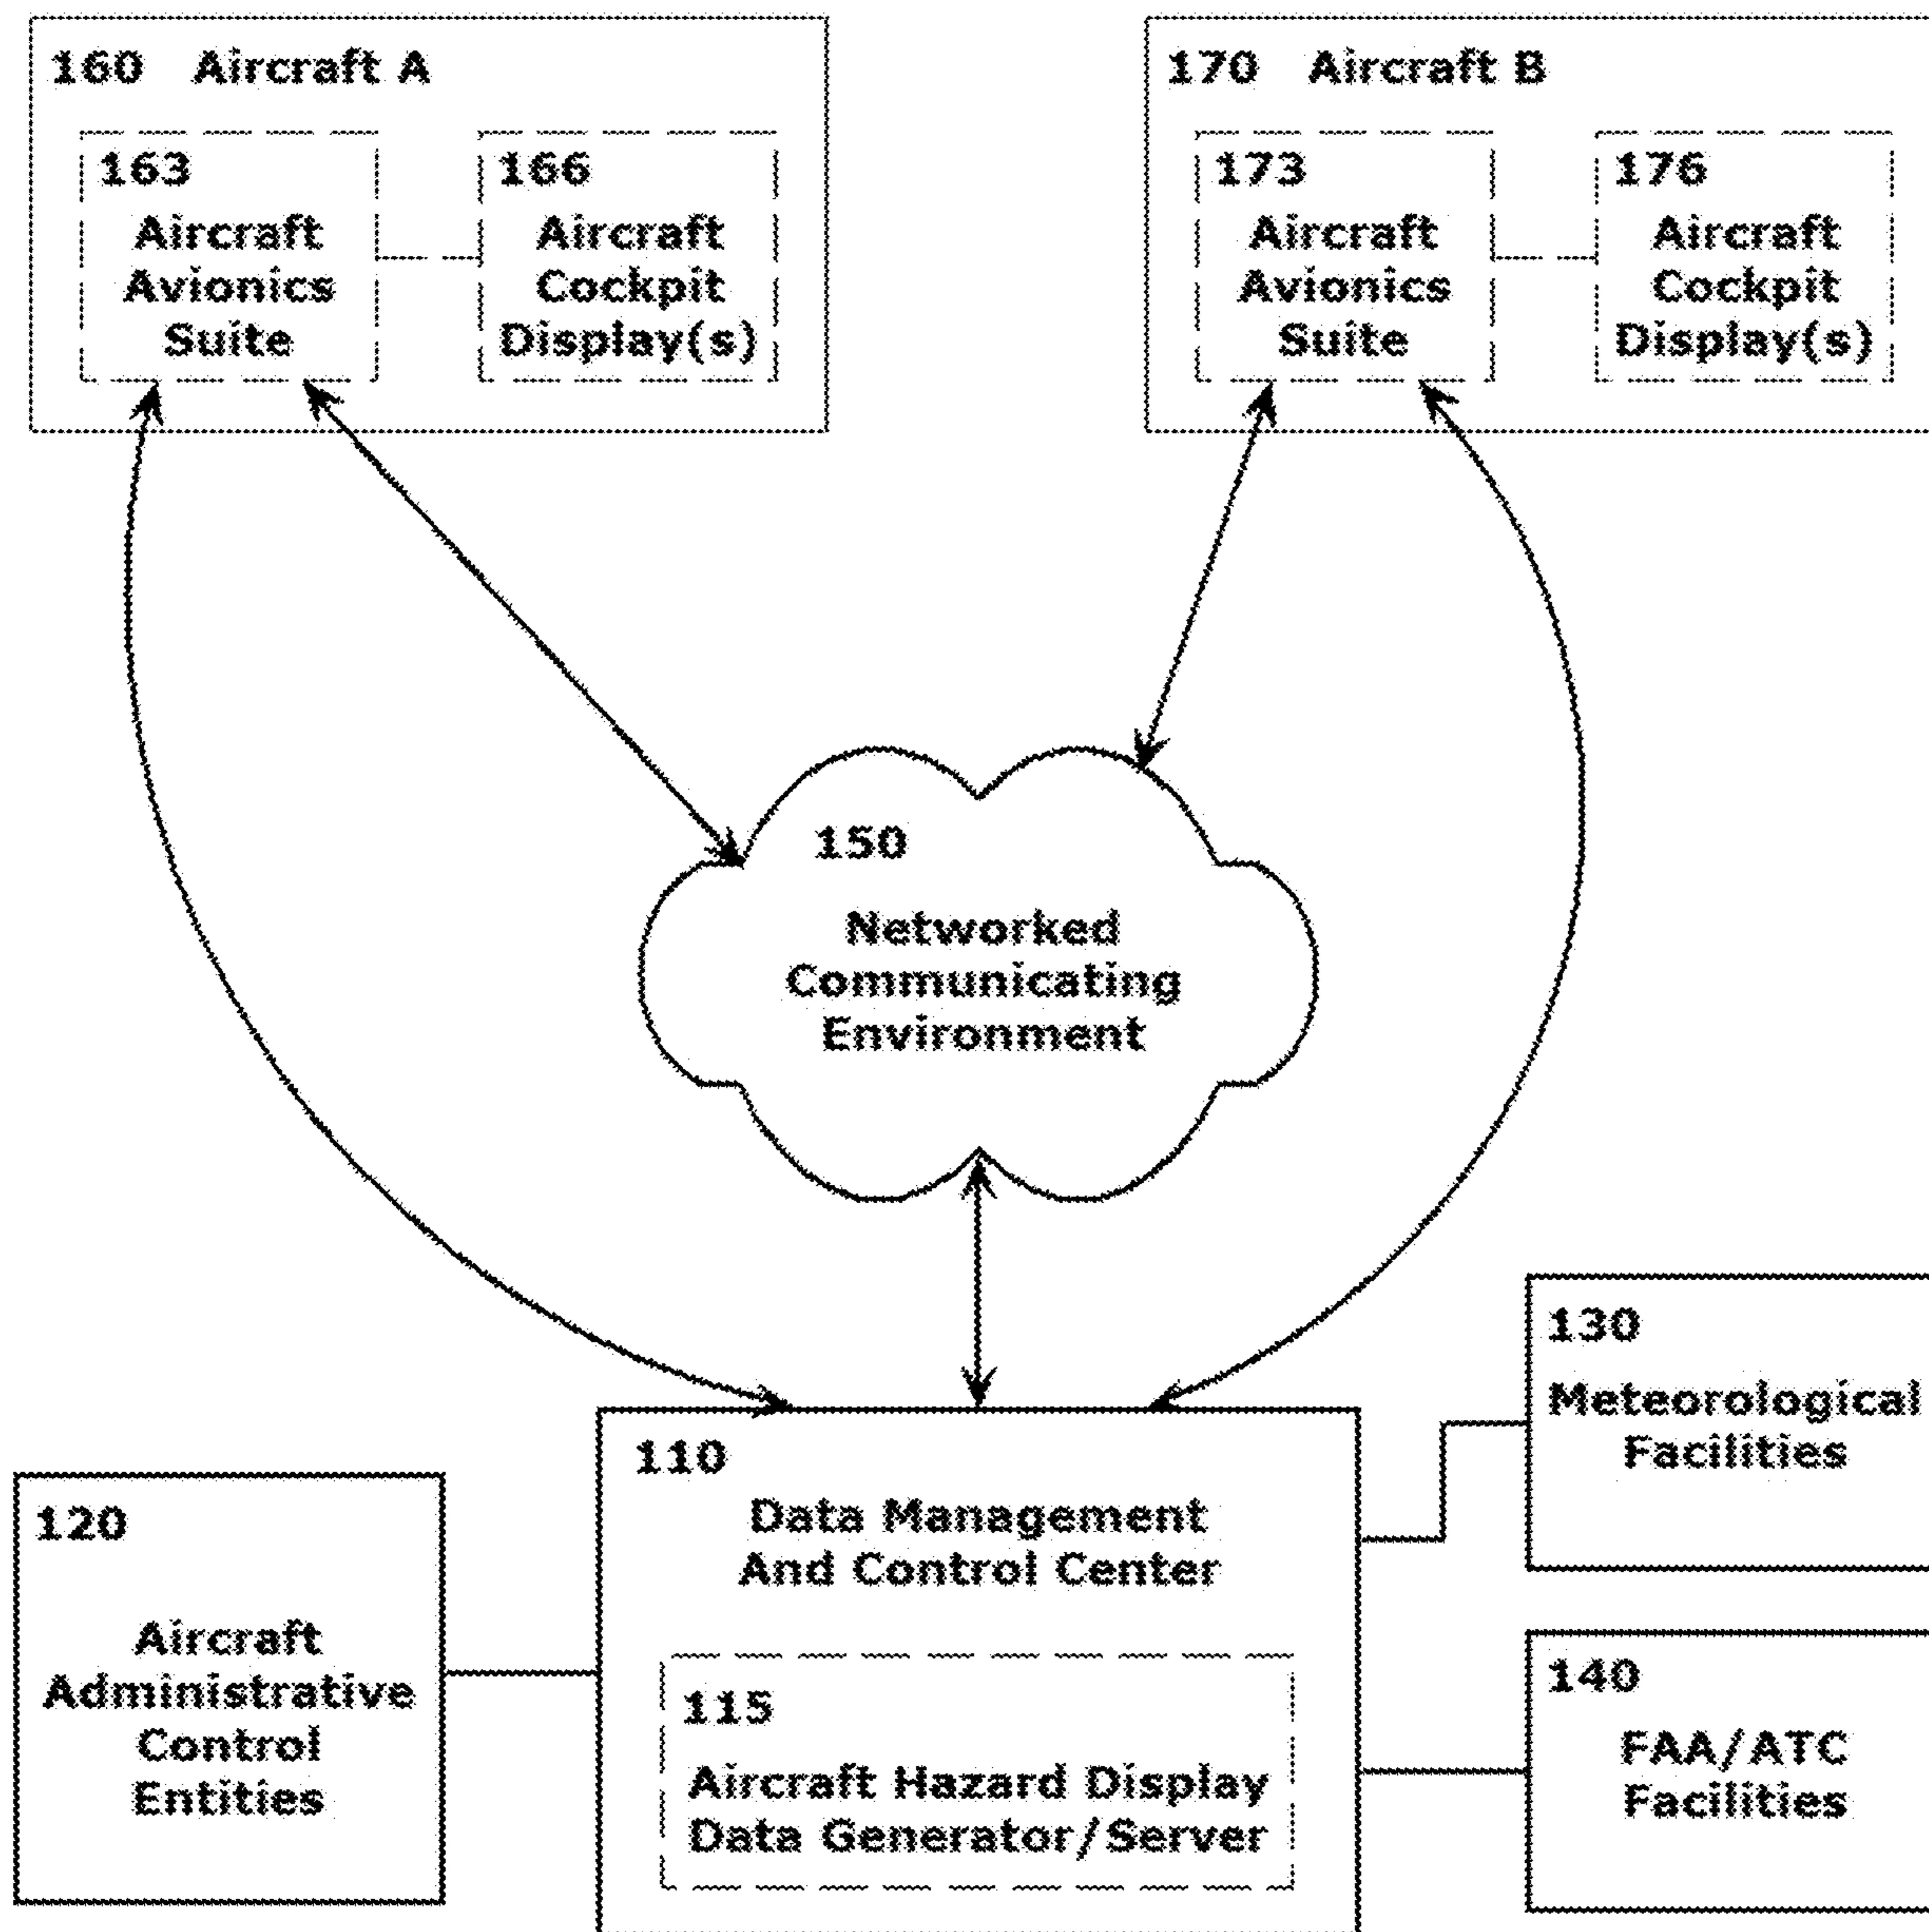 160 Aircraft A
163
Aircraft
Avionics
Suite
166
Aircraft
Cockpit
Display(s)
170 Aircraft B
173
Aircraft
Avionics
Suite
176
Aircraft
Cockpit
Display(s)
150
Networked
Communicating
Environment
130
Meteorological
Facilities
110
Data Management
And Control Center
120
Aircraft
Administrative
Control
Entities
115
Aircraft Hazard Display
Data Generator/Server
140
FAA/ATC
Facilities